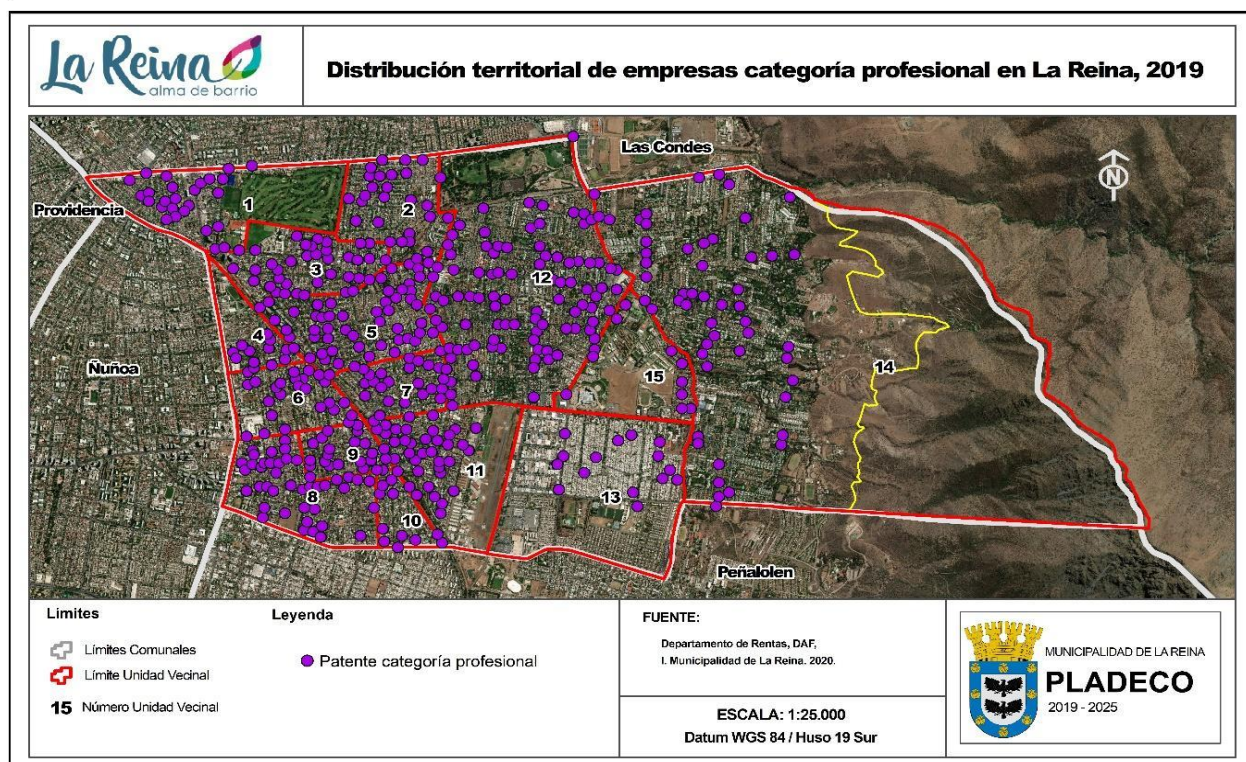 La Reina
alma de barrio
Distribución territorial de empresas categoría profesional en La Reina, 2019
Las Condes
N
Providencia
1
2
3
12
4
5
Ñuñoa
14
15
6
7
9
11
8
13
10
Peñalolen
Limites
Leyenda
Límites Comunales
Límite Unidad Vecinal
15 Número Unidad Vecinal
Patente categoría profesional
FUENTE:
Departamento de Rentas, DAF,
I. Municipalidad de La Reina. 2020.
ESCALA: 1:25.000
Datum WGS 84 / Huso 19 Sur
MUNICIPALIDAD DE LA REINA
PLADECO
2019 - 2025